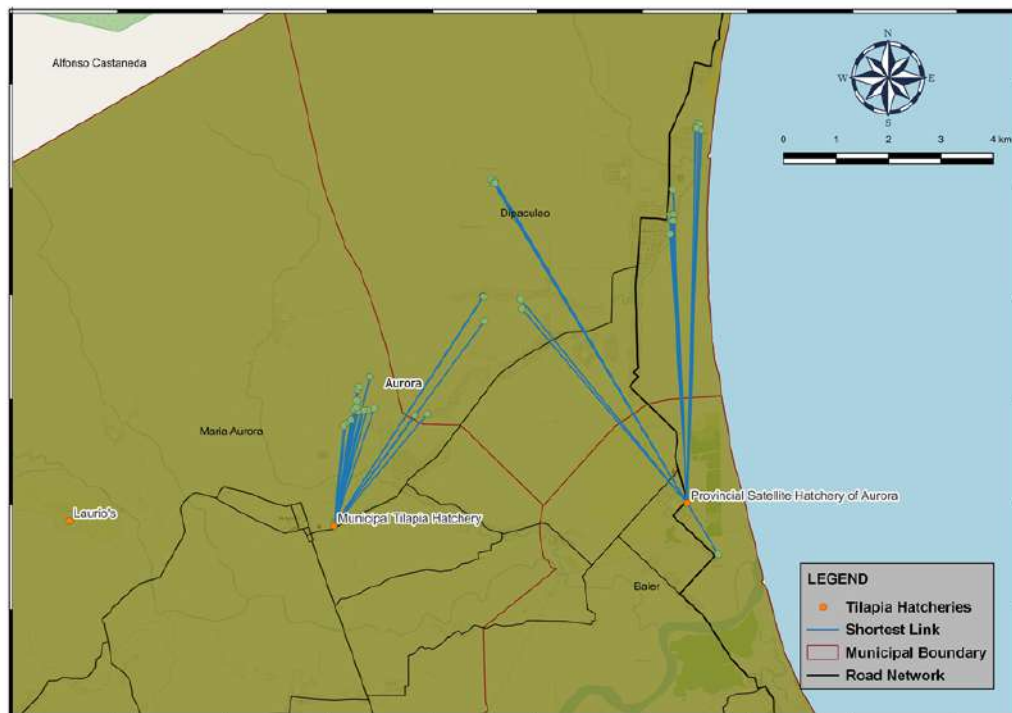 Alfonso Castaneda
N
W
E
S
0
1
2
3
4 km
Dipaculao
Aurora
Maria Aurora
Laurio's
Municipal Tilapia Hatchery
Provincial Satellite Hatchery of Aurora
Baler
LEGEND
Tilapia Hatcheries
Shortest Link
Municipal Boundary
Road Network